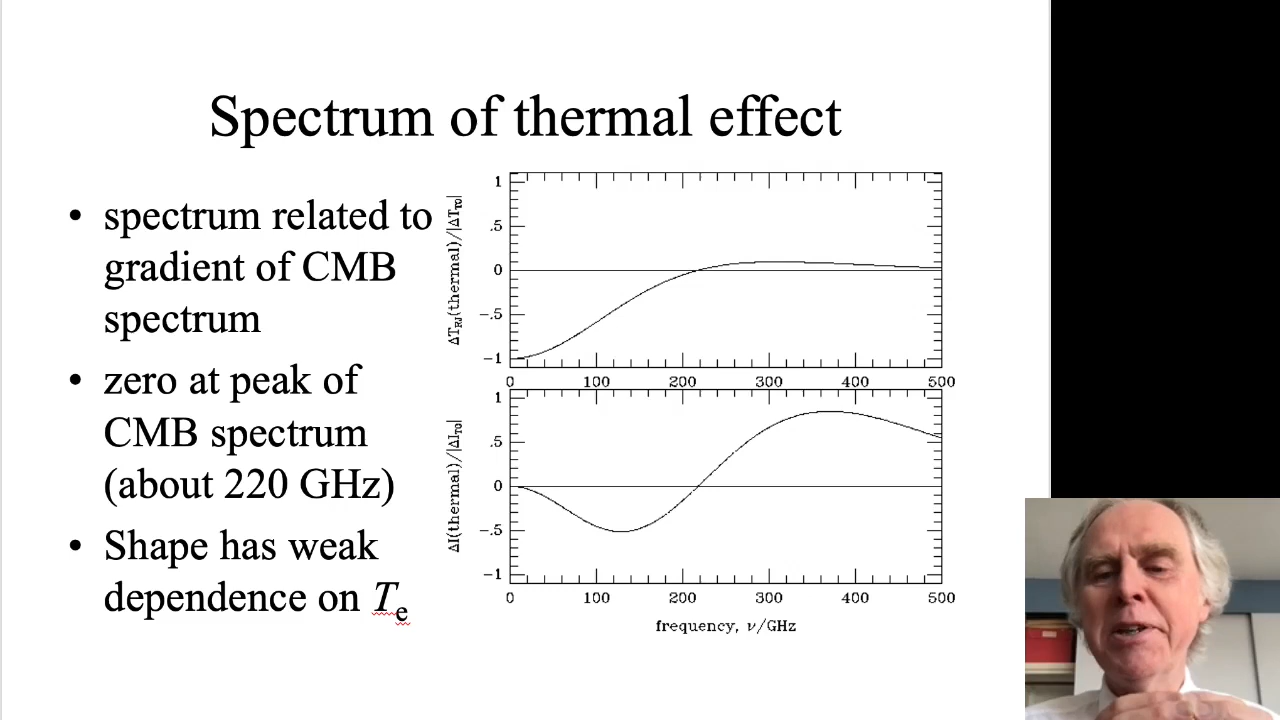 Spectrum of thermal effect
• spectrum related to
gradient of CMB
spectrum
• zero at peak of
CMB spectrum
(about 220 GHz)
• Shape has weak
dependence on Te
ΔT_RJ(thermal)/|ΔT_T0|
1
.5
0
-.5
-1
0 100 200 300 400 500
ΔI(thermal)/|ΔI_T0|
1
.5
0
-.5
-1
0 100 200 300 400 500
frequency, ν/GHz